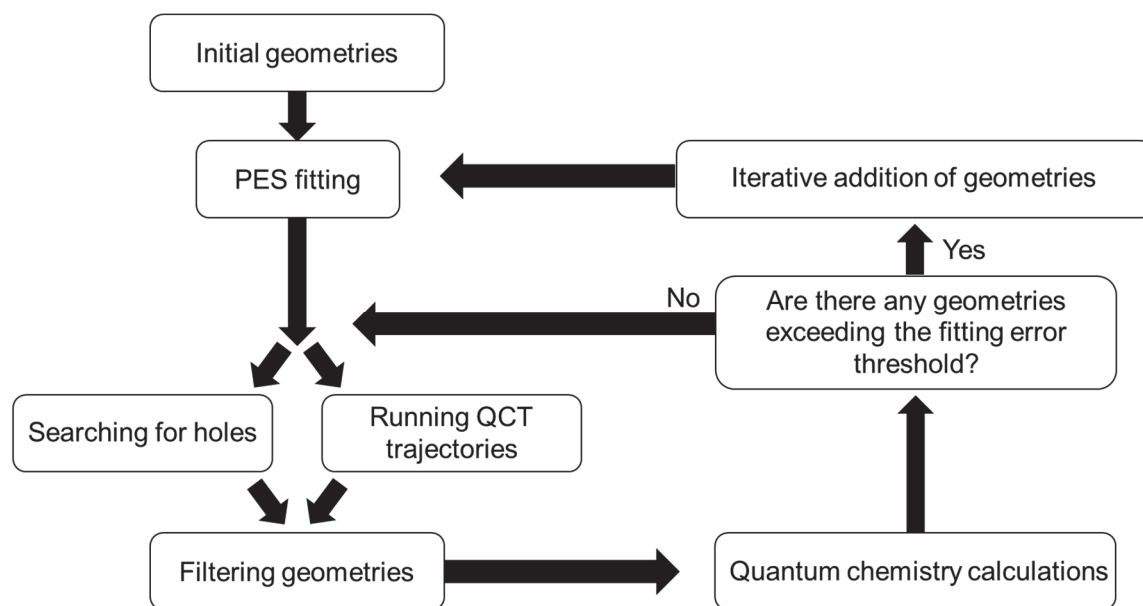 Initial geometries
PES fitting
Iterative addition of geometries
Yes
No
Are there any geometries
exceeding the fitting error
threshold?
Searching for holes
Running QCT
trajectories
Filtering geometries
Quantum chemistry calculations